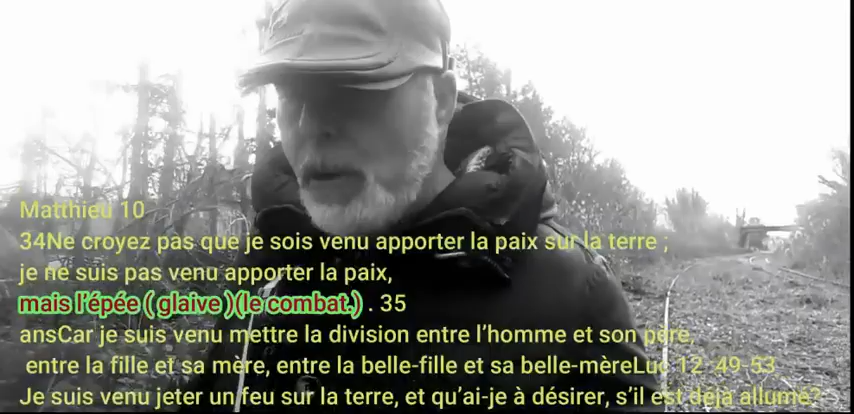 Matthieu 10
34Ne croyez pas que je sois venu apporter la paix sur la terre ;
je ne suis pas venu apporter la paix,
mais l'épée ( glaive )(le combat.) . 35
ansCar je suis venu mettre la division entre l'homme et son père,
entre la fille et sa mère, entre la belle-fille et sa belle-mèreLuc 12 :49-53
Je suis venu jeter un feu sur la terre, et qu'ai-je à désirer, s'il est déjà allumé?